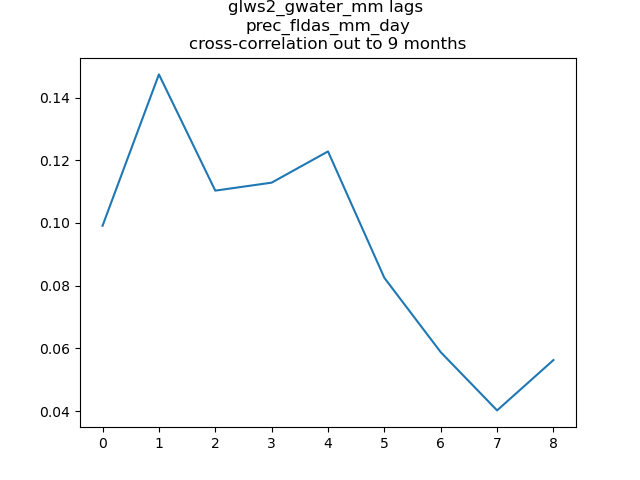 glws2_gwater_mm lags
prec_fldas_mm_day
cross-correlation out to 9 months
0.14
0.12
0.10
0.08
0.06
0.04
0 1 2 3 4 5 6 7 8